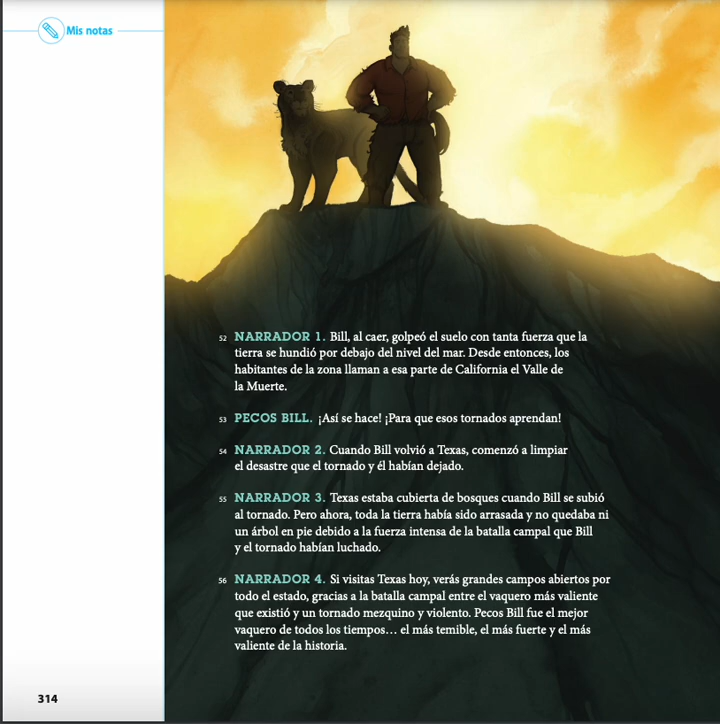 Mis notas
52 NARRADOR 1. Bill, al caer, golpeó el suelo con tanta fuerza que la
tierra se hundió por debajo del nivel del mar. Desde entonces, los
habitantes de la zona llaman a esa parte de California el Valle de
la Muerte.
53 PECOS BILL. ¡Así se hace! ¡Para que esos tornados aprendan!
54 NARRADOR 2. Cuando Bill volvió a Texas, comenzó a limpiar
el desastre que el tornado y él habían dejado.
55 NARRADOR 3. Texas estaba cubierta de bosques cuando Bill se subió
al tornado. Pero ahora, toda la tierra había sido arrasada y no quedaba ni
un árbol en pie debido a la fuerza intensa de la batalla campal que Bill
y el tornado habían luchado.
56 NARRADOR 4. Si visitas Texas hoy, verás grandes campos abiertos por
todo el estado, gracias a la batalla campal entre el vaquero más valiente
que existió y un tornado mezquino y violento. Pecos Bill fue el mejor
vaquero de todos los tiempos… el más temible, el más fuerte y el más
valiente de la historia.
314